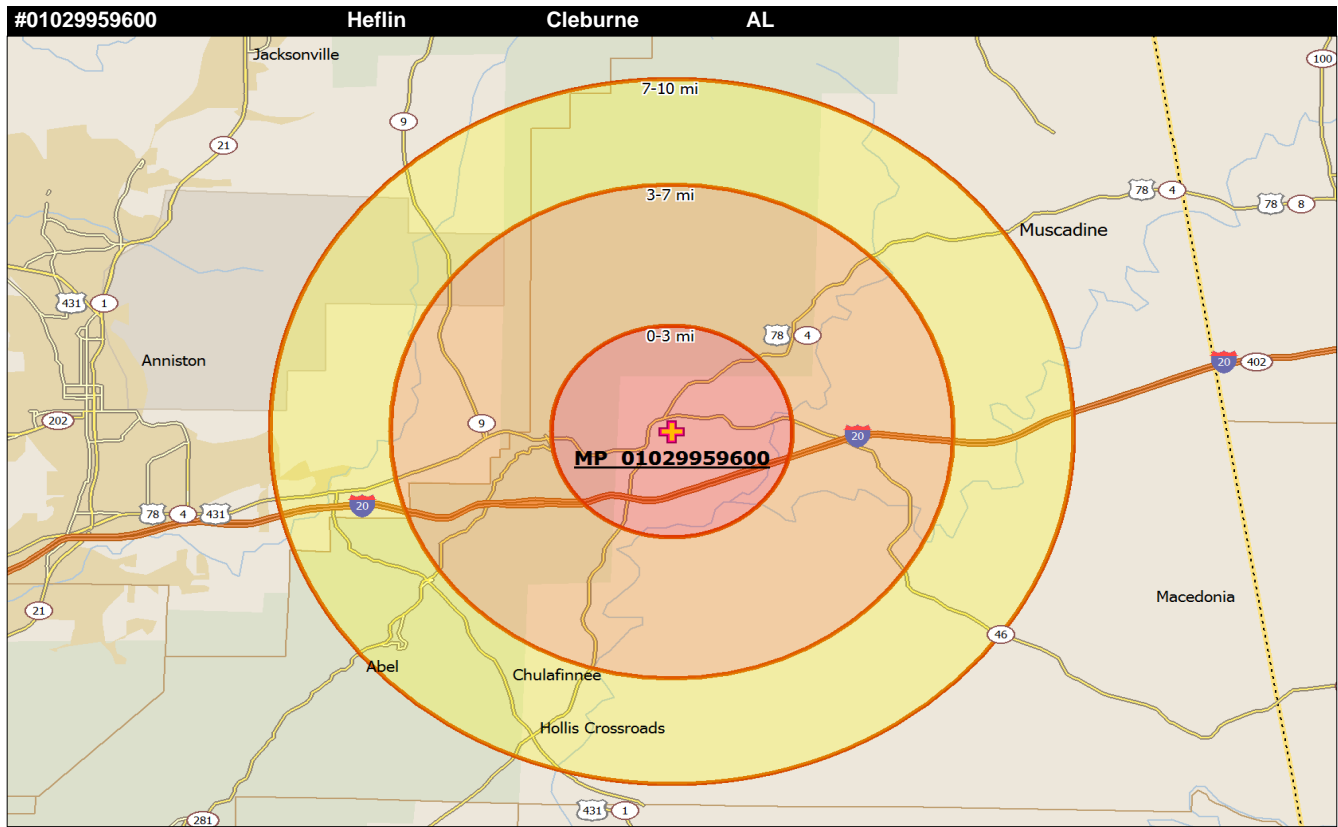 #01029959600 Heflin Cleburne AL
Jacksonville
7-10 mi
100
9
21
3-7 mi
78 4
78 8
Muscadine
431 1
0-3 mi
78 4
Anniston
20 402
202
9
20
MP 01029959600
20
78 4 431
21
Macedonia
46
Abel
Chulafinnee
Hollis Crossroads
431 1
281